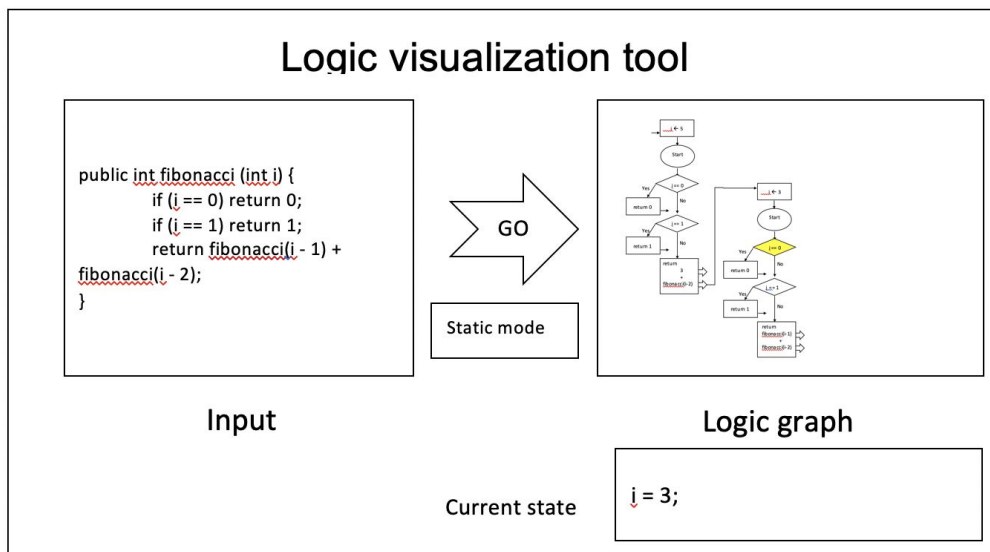 Logic visualization tool
public int fibonacci (int i) {
if (i == 0) return 0;
if (i == 1) return 1;
return fibonacci(i - 1) +
fibonacci(i - 2);
}
GO
Static mode
i ← 5
Start
i == 0
Yes
No
return 0
i == 1
Yes
No
return 1
return
3
+
fibonacci(i-2)
i ← 3
Start
i == 0
Yes
No
return 0
i == 1
Yes
No
return 1
return
fibonacci(i-1)
+
fibonacci(i-2)
Input
Logic graph
Current state
i = 3;